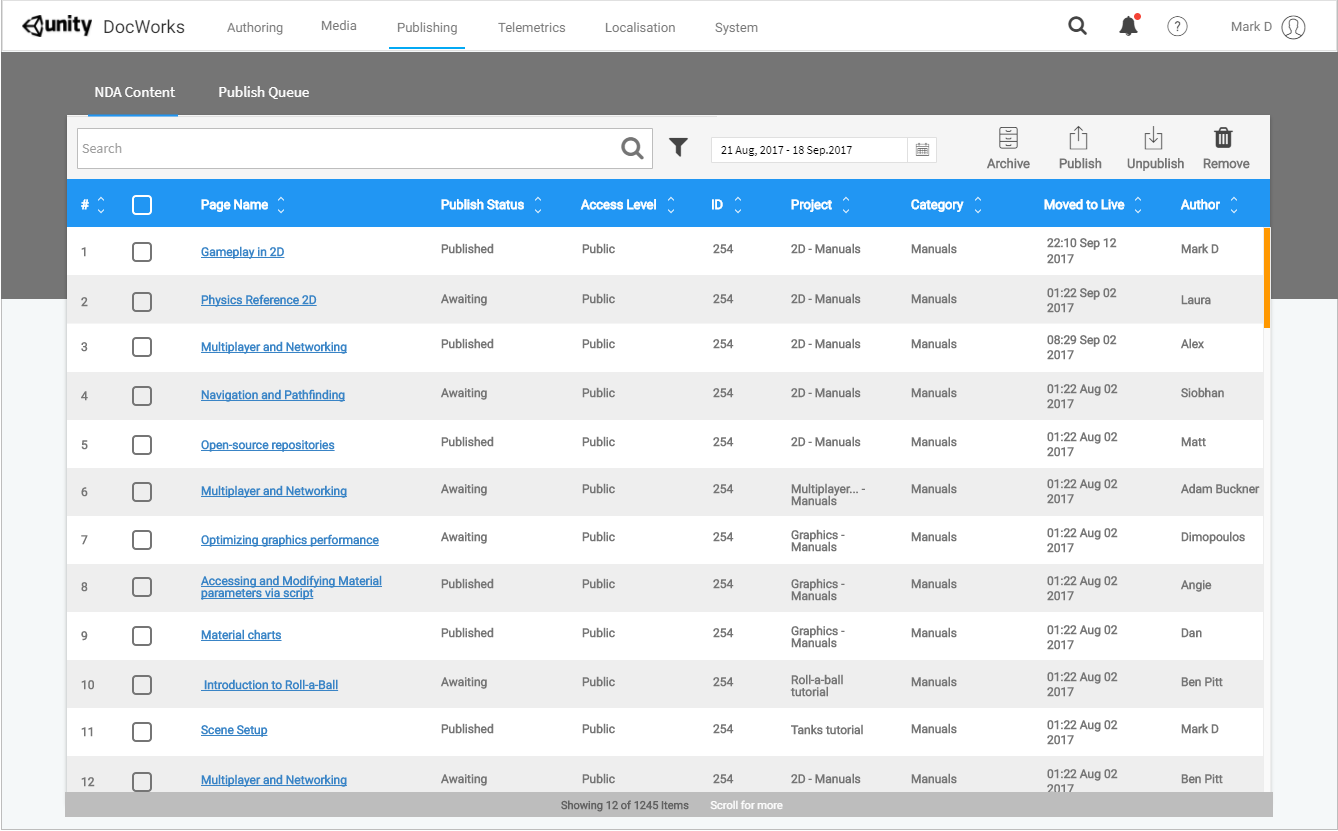 unity DocWorks Authoring Media Publishing Telemetrics Localisation System ? Mark D
NDA Content Publish Queue
Search 21 Aug, 2017 - 18 Sep.2017 Archive Publish Unpublish Remove
# Page Name Publish Status Access Level ID Project Category Moved to Live Author
1 Gameplay in 2D Published Public 254 2D - Manuals Manuals 22:10 Sep 12 Mark D
2017
2 Physics Reference 2D Awaiting Public 254 2D - Manuals Manuals 01:22 Sep 02 Laura
2017
3 Multiplayer and Networking Published Public 254 2D - Manuals Manuals 08:29 Sep 02 Alex
2017
4 Navigation and Pathfinding Awaiting Public 254 2D - Manuals Manuals 01:22 Aug 02 Siobhan
2017
5 Open-source repositories Published Public 254 2D - Manuals Manuals 01:22 Aug 02 Matt
2017
6 Multiplayer and Networking Awaiting Public 254 Multiplayer... - Manuals 01:22 Aug 02 Adam Buckner
Manuals 2017
7 Optimizing graphics performance Awaiting Public 254 Graphics - Manuals 01:22 Aug 02 Dimopoulos
Manuals 2017
8 Accessing and Modifying Material Published Public 254 Graphics - Manuals 01:22 Aug 02 Angie
parameters via script Manuals 2017
9 Material charts Published Public 254 Graphics - Manuals 01:22 Aug 02 Dan
Manuals 2017
10 Introduction to Roll-a-Ball Awaiting Public 254 Roll-a-ball Manuals 01:22 Aug 02 Ben Pitt
tutorial 2017
11 Scene Setup Published Public 254 Tanks tutorial Manuals 01:22 Aug 02 Mark D
2017
12 Multiplayer and Networking Awaiting Public 254 2D - Manuals Manuals 01:22 Aug 02 Ben Pitt
2017
Showing 12 of 1245 Items Scroll for more